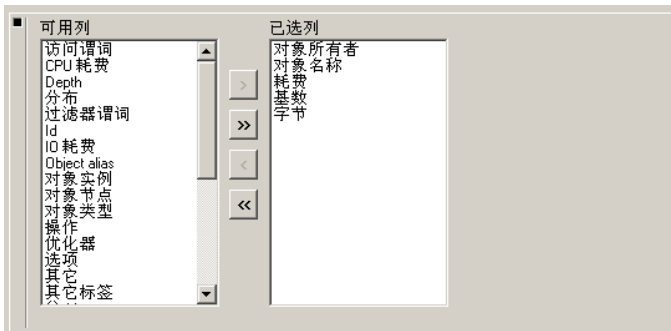 可用列
访问谓词
CPU 耗费
Depth
分布
过滤器谓词
Id
IO 耗费
Object alias
对象实例
对象节点
对象类型
操作
优化器
选项
其它
其它标签
>
>>
<
<<
已选列
对象所有者
对象名称
耗费
基数
字节